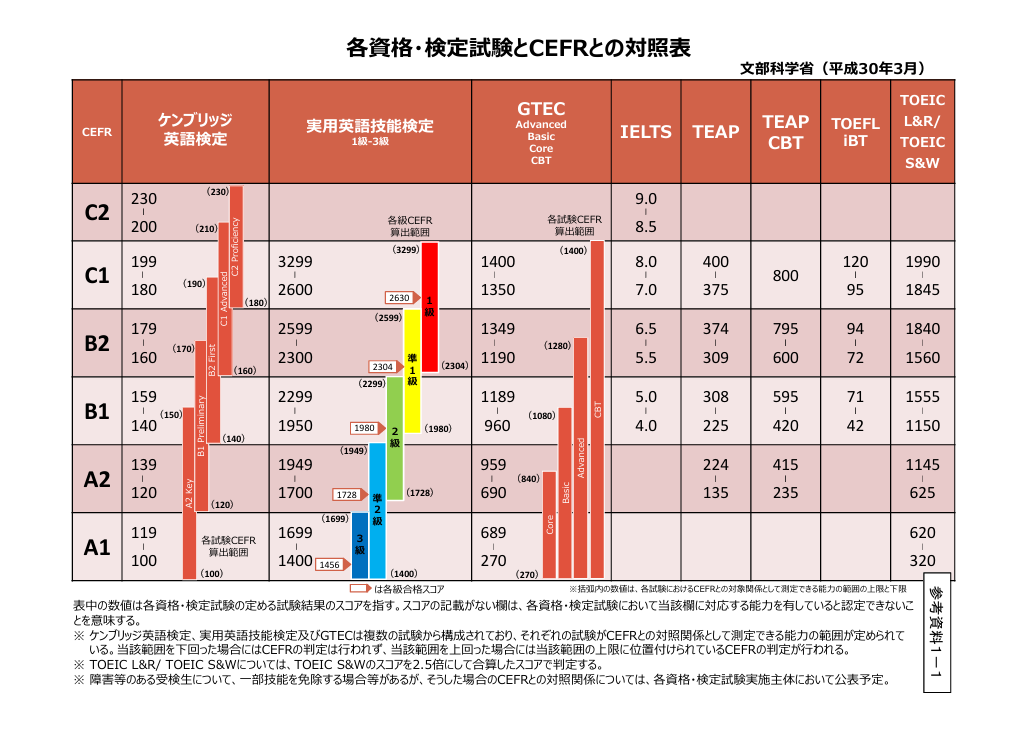 各資格・検定試験とCEFRとの対照表
文部科学省（平成30年3月）
CEFR
ケンブリッジ
英語検定
実用英語技能検定
1級-3級
GTEC
Advanced
Basic
Core
CBT
IELTS
TEAP
TEAP
CBT
TOEFL
iBT
TOEIC
L&R/
TOEIC
S&W
C2
230
-
200
(230)
(210)
各級CEFR
算出範囲
各試験CEFR
算出範囲
9.0
-
8.5
C1
199
-
180
(190)
(180)
C2 Proficiency
3299
-
2600
(3299)
2630
1級
1400
-
1350
(1400)
8.0
-
7.0
400
-
375
800
120
-
95
1990
-
1845
B2
179
-
160
(170)
(160)
C1 Advanced
2599
-
2300
(2599)
2304
(2304)
準1級
1349
-
1190
(1280)
6.5
-
5.5
374
-
309
795
-
600
94
-
72
1840
-
1560
B1
159
-
140
(150)
(140)
B2 First
2299
-
1950
(2299)
1980
(1980)
2級
1189
-
960
(1080)
CBT
5.0
-
4.0
308
-
225
595
-
420
71
-
42
1555
-
1150
A2
139
-
120
(120)
B1 Preliminary
A2 Key
1949
-
1700
(1949)
1728
(1728)
準2級
959
-
690
(840)
Advanced
Basic
224
-
135
415
-
235
1145
-
625
A1
119
-
100
各試験CEFR
算出範囲
(100)
1699
-
1400
(1699)
1456
(1400)
3級
689
-
270
(270)
Core
620
-
320
は各級合格スコア
※括弧内の数値は、各試験におけるCEFRとの対象関係として測定できる能力の範囲の上限と下限
表中の数値は各資格・検定試験の定める試験結果のスコアを指す。スコアの記載がない欄は、各資格・検定試験において当該欄に対応する能力を有していると認定できないこ
とを意味する。
※ ケンブリッジ英語検定、実用英語技能検定及びGTECは複数の試験から構成されており、それぞれの試験がCEFRとの対照関係として測定できる能力の範囲が定められて
いる。当該範囲を下回った場合にはCEFRの判定は行われず、当該範囲を上回った場合には当該範囲の上限に位置付けられているCEFRの判定が行われる。
※ TOEIC L&R/ TOEIC S&Wについては、TOEIC S&Wのスコアを2.5倍にして合算したスコアで判定する。
※ 障害等のある受検生について、一部技能を免除する場合等があるが、そうした場合のCEFRとの対照関係については、各資格・検定試験実施主体において公表予定。
参考資料1－1